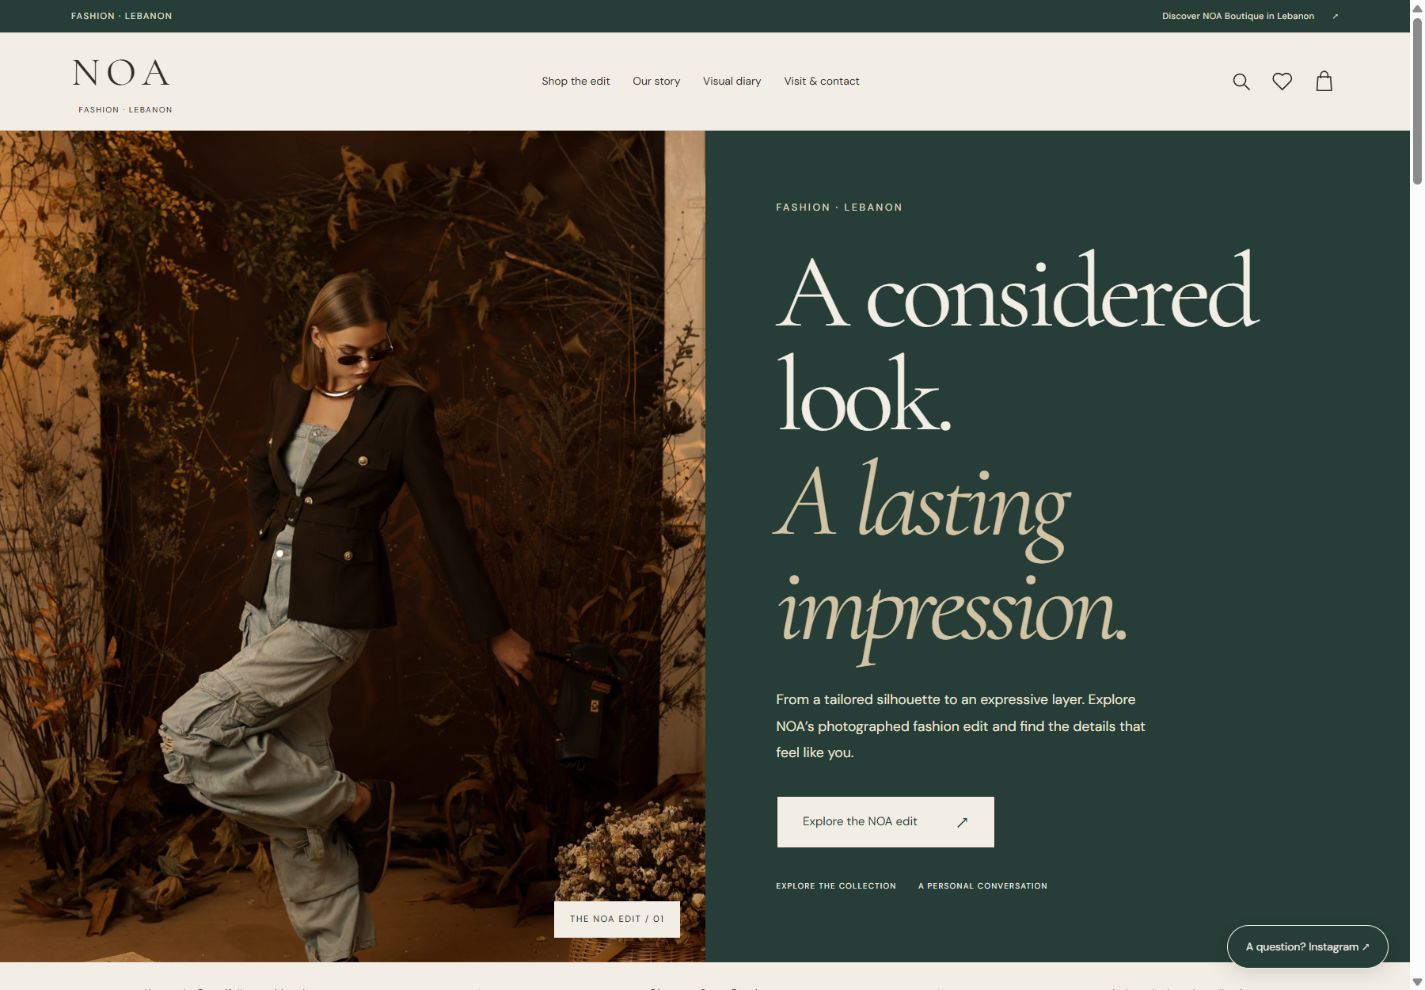 FASHION · LEBANON
Discover NOA Boutique in Lebanon ↗
NOA
FASHION · LEBANON
Shop the edit
Our story
Visual diary
Visit & contact
FASHION · LEBANON
A considered
look.
A lasting
impression.
From a tailored silhouette to an expressive layer. Explore
NOA’s photographed fashion edit and find the details that
feel like you.
Explore the NOA edit ↗
EXPLORE THE COLLECTION
A PERSONAL CONVERSATION
THE NOA EDIT / 01
A question? Instagram ↗